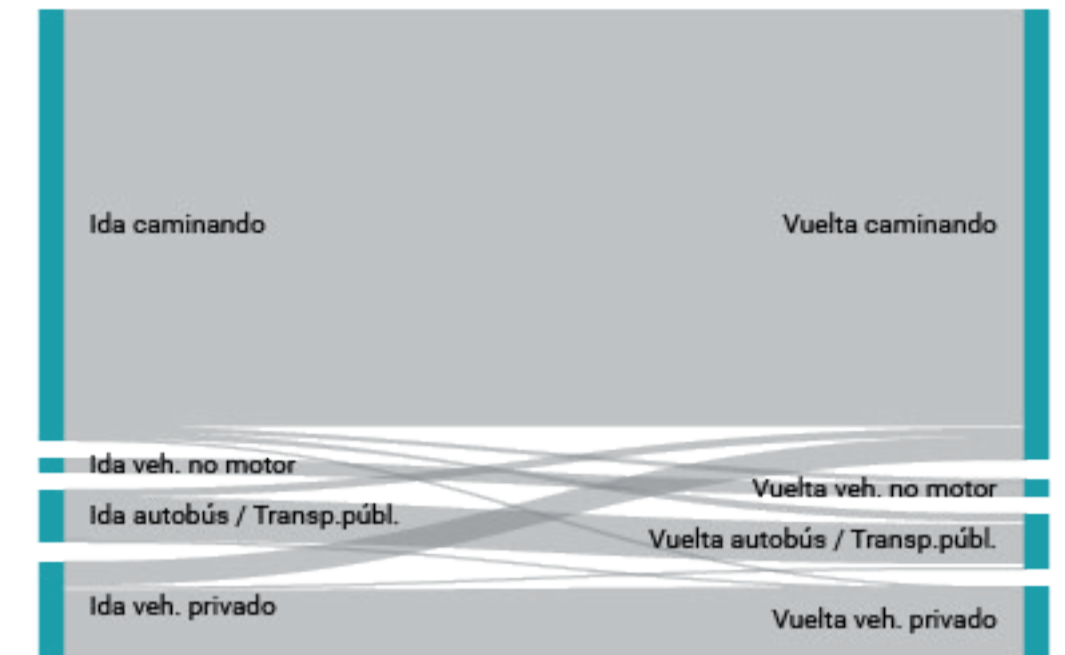 Ida caminando
Vuelta caminando
Ida veh. no motor
Vuelta veh. no motor
Ida autobús / Transp.públ.
Vuelta autobús / Transp.públ.
Ida veh. privado
Vuelta veh. privado